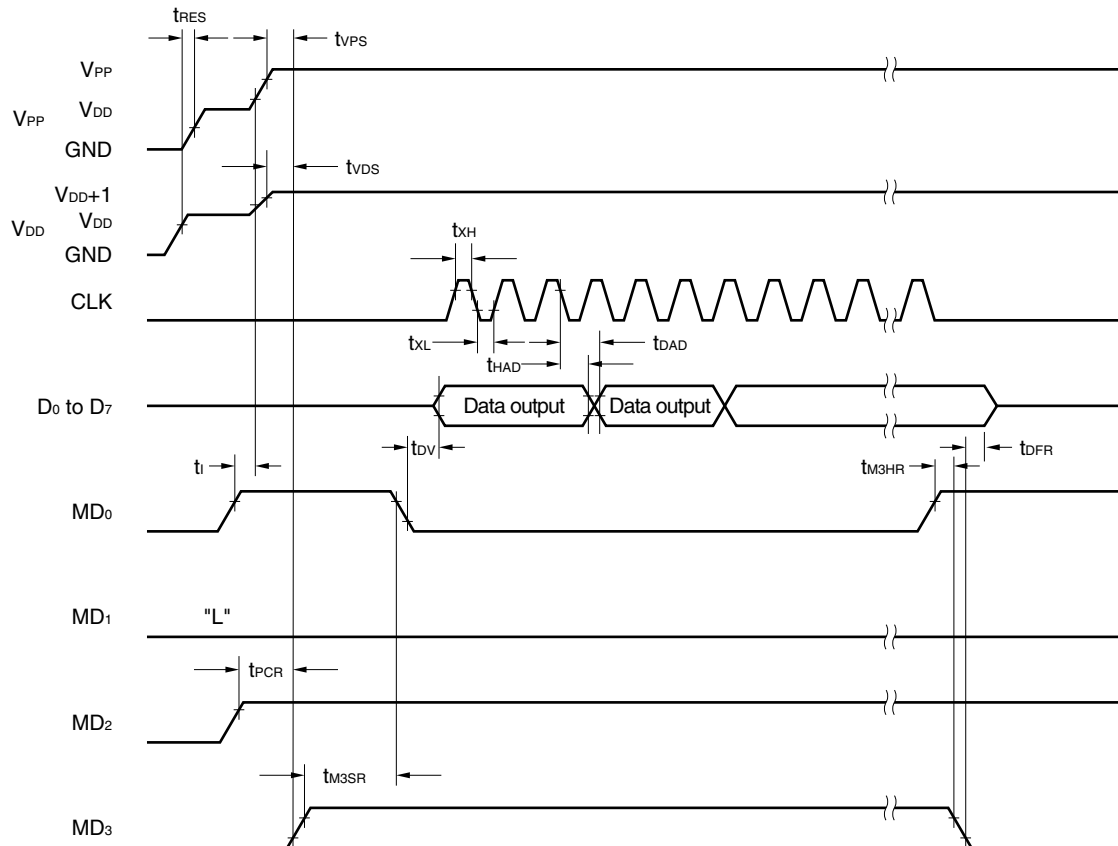 tRES
tVPS
VPP
VPP
VDD
GND
tVDS
VDD+1
VDD
VDD
GND
tXH
CLK
tXL
tHAD
tDAD
D0 to D7
Data output
Data output
tDV
tI
tM3HR
tDFR
MD0
MD1
"L"
tPCR
MD2
tM3SR
MD3